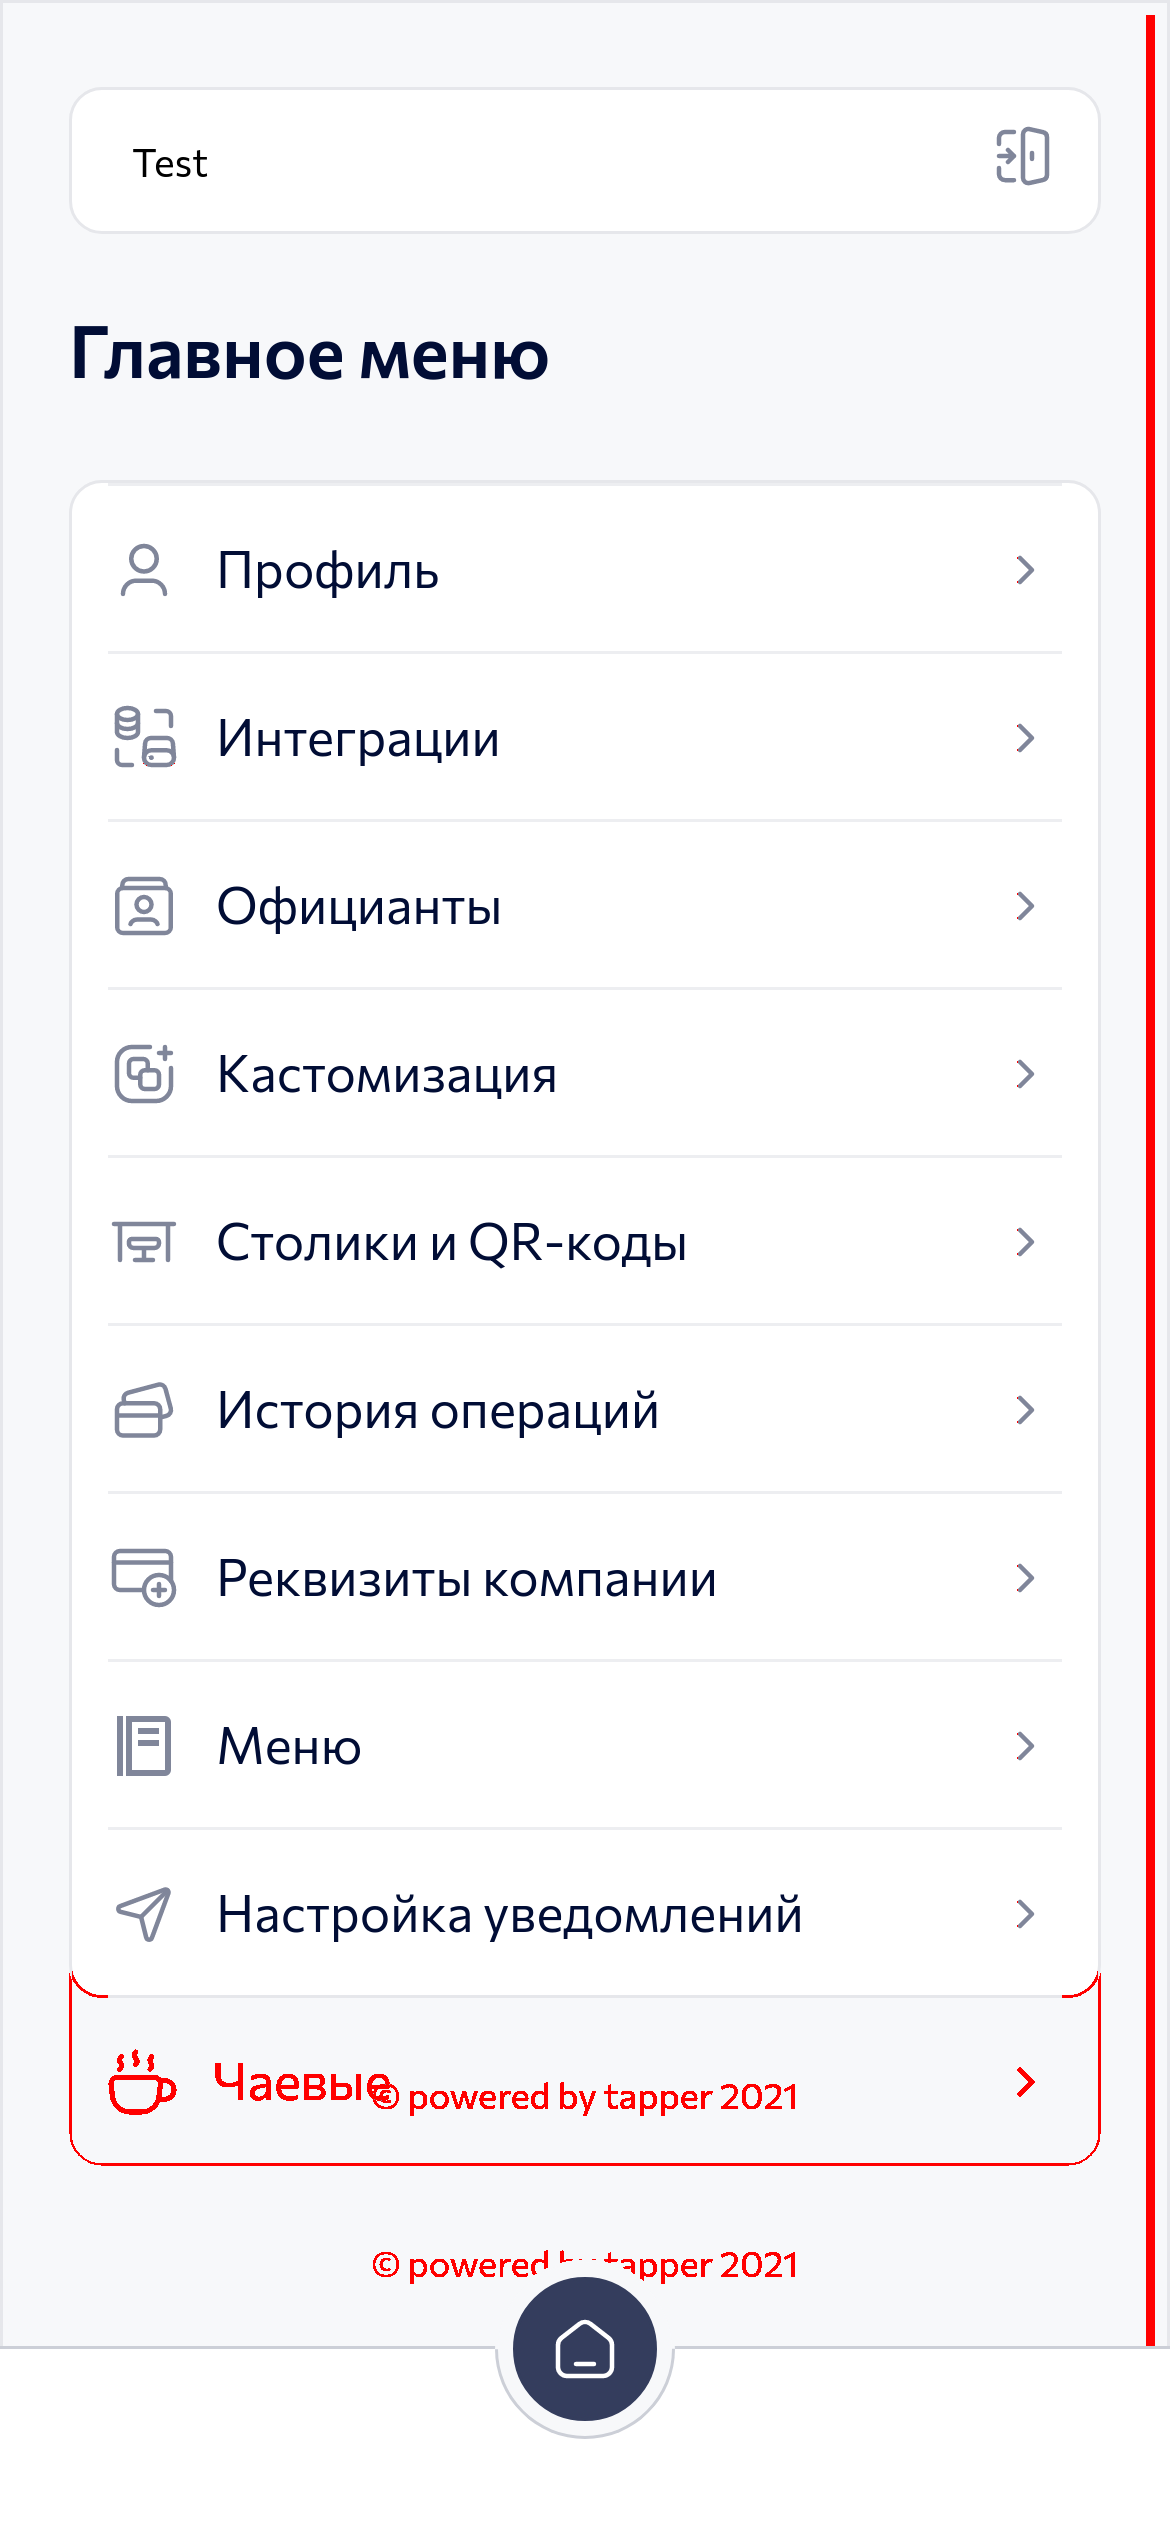 Test
Главное меню
Профиль
Интеграции
Официанты
Кастомизация
Столики и QR-коды
История операций
Реквизиты компании
Меню
Настройка уведомлений
Чаевые
© powered by tapper 2021
© powered by tapper 2021